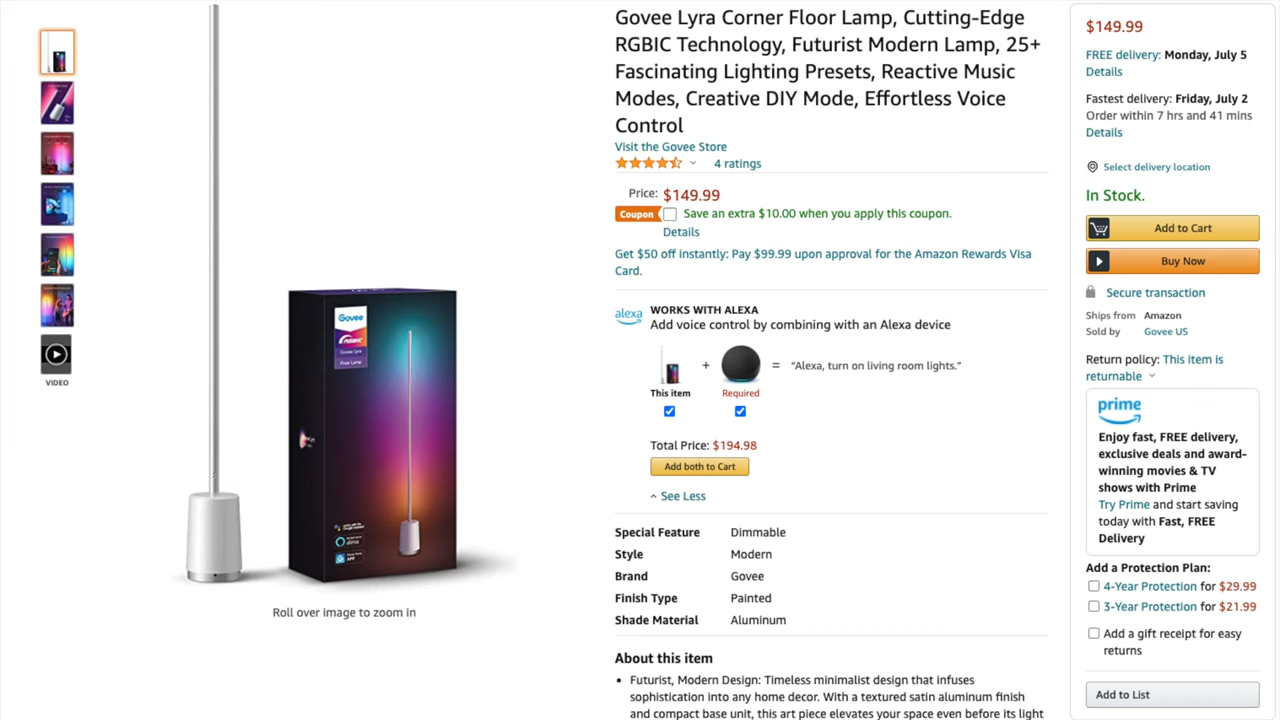 Govee Lyra Corner Floor Lamp, Cutting-Edge
RGBIC Technology, Futurist Modern Lamp, 25+
Fascinating Lighting Presets, Reactive Music
Modes, Creative DIY Mode, Effortless Voice
Control
Visit the Govee Store
4 ratings
Price: $149.99
Coupon Save an extra $10.00 when you apply this coupon.
Details
Get $50 off instantly: Pay $99.99 upon approval for the Amazon Rewards Visa
Card.
alexa
WORKS WITH ALEXA
Add voice control by combining with an Alexa device
+ = “Alexa, turn on living room lights.”
This item Required
Total Price: $194.98
Add both to Cart
See Less
Special Feature Dimmable
Style Modern
Brand Govee
Finish Type Painted
Shade Material Aluminum
About this item
• Futurist, Modern Design: Timeless minimalist design that infuses
sophistication into any home decor. With a textured satin aluminum finish
and compact base unit, this art piece elevates your space even before its light
VIDEO
Govee
RGBIC
Govee Lyra
Floor Lamp
alexa
Roll over image to zoom in
$149.99
FREE delivery: Monday, July 5
Details
Fastest delivery: Friday, July 2
Order within 7 hrs and 41 mins
Details
Select delivery location
In Stock.
Add to Cart
Buy Now
Secure transaction
Ships from Amazon
Sold by Govee US
Return policy: This item is
returnable
prime
Enjoy fast, FREE delivery,
exclusive deals and award-
winning movies & TV
shows with Prime
Try Prime and start saving
today with Fast, FREE
Delivery
Add a Protection Plan:
4-Year Protection for $29.99
3-Year Protection for $21.99
Add a gift receipt for easy
returns
Add to List